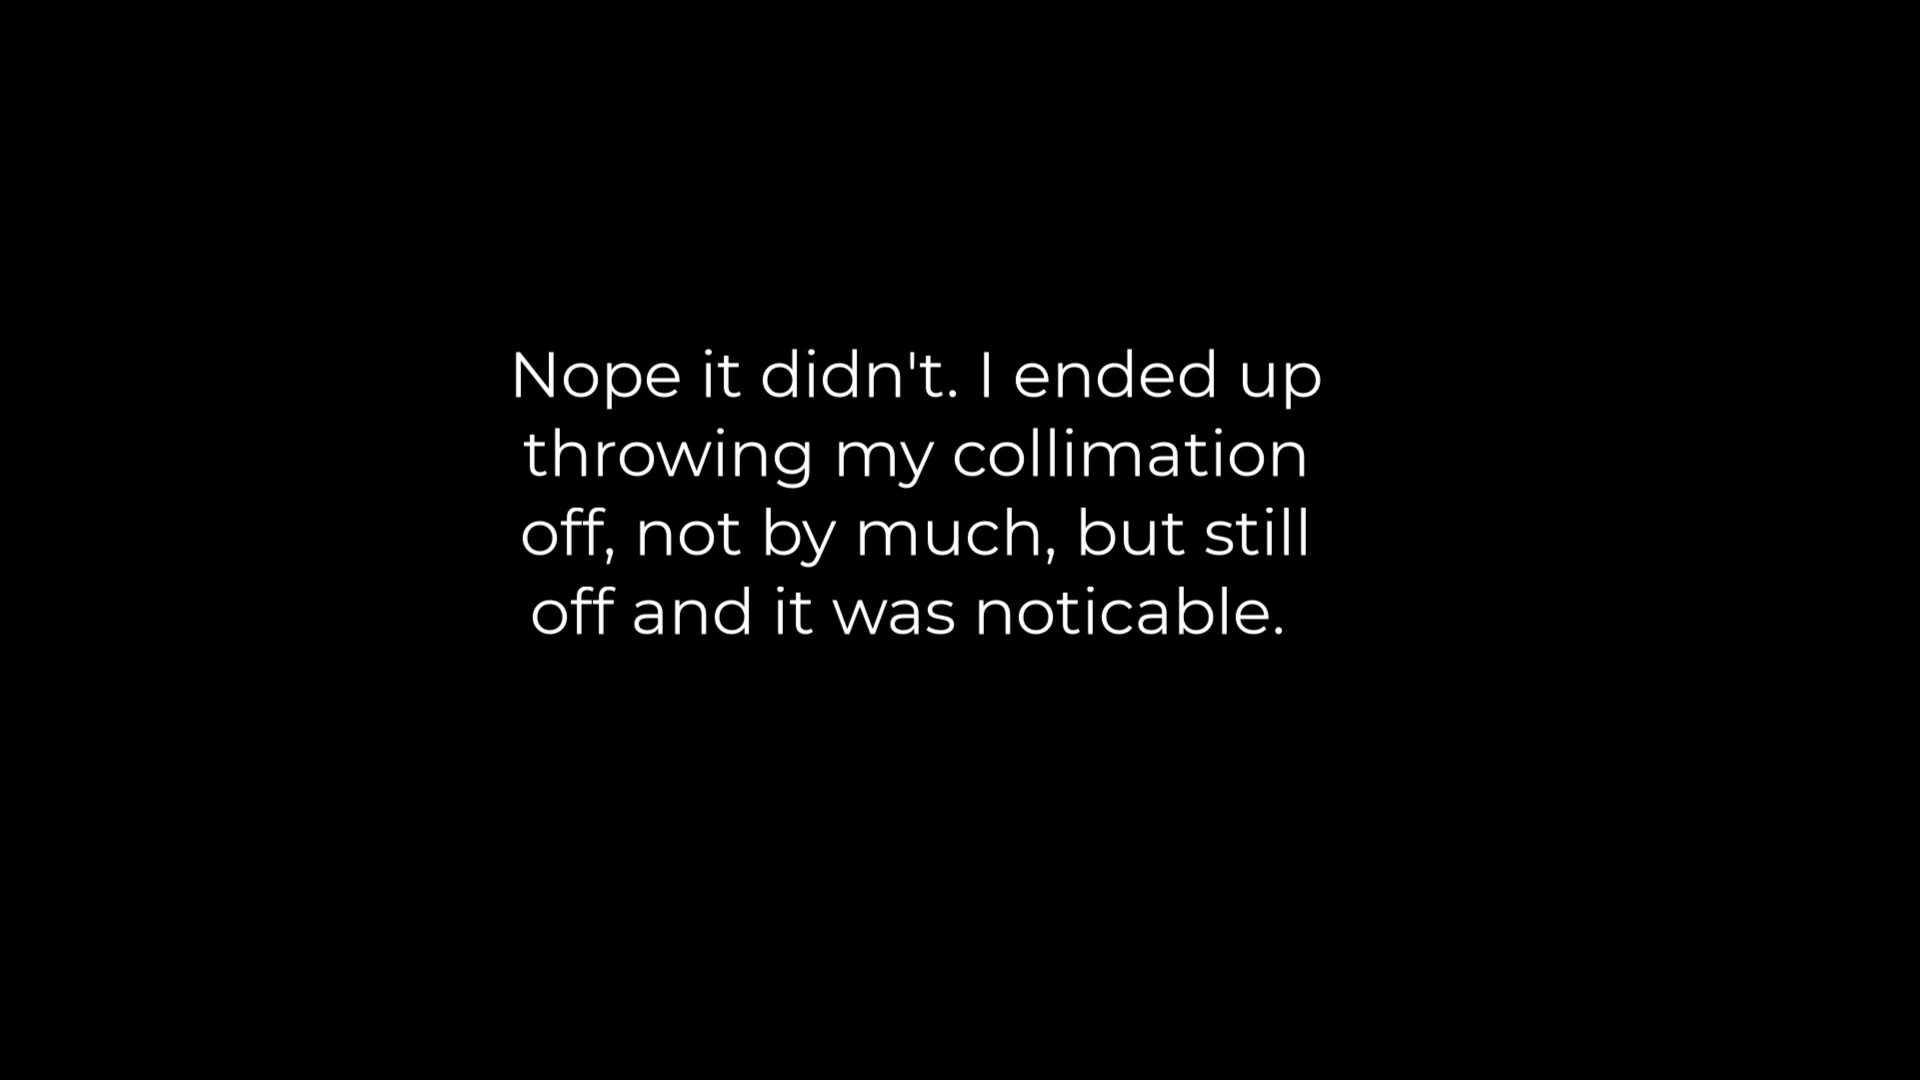 Nope it didn't. I ended up
throwing my collimation
off, not by much, but still
off and it was noticable.